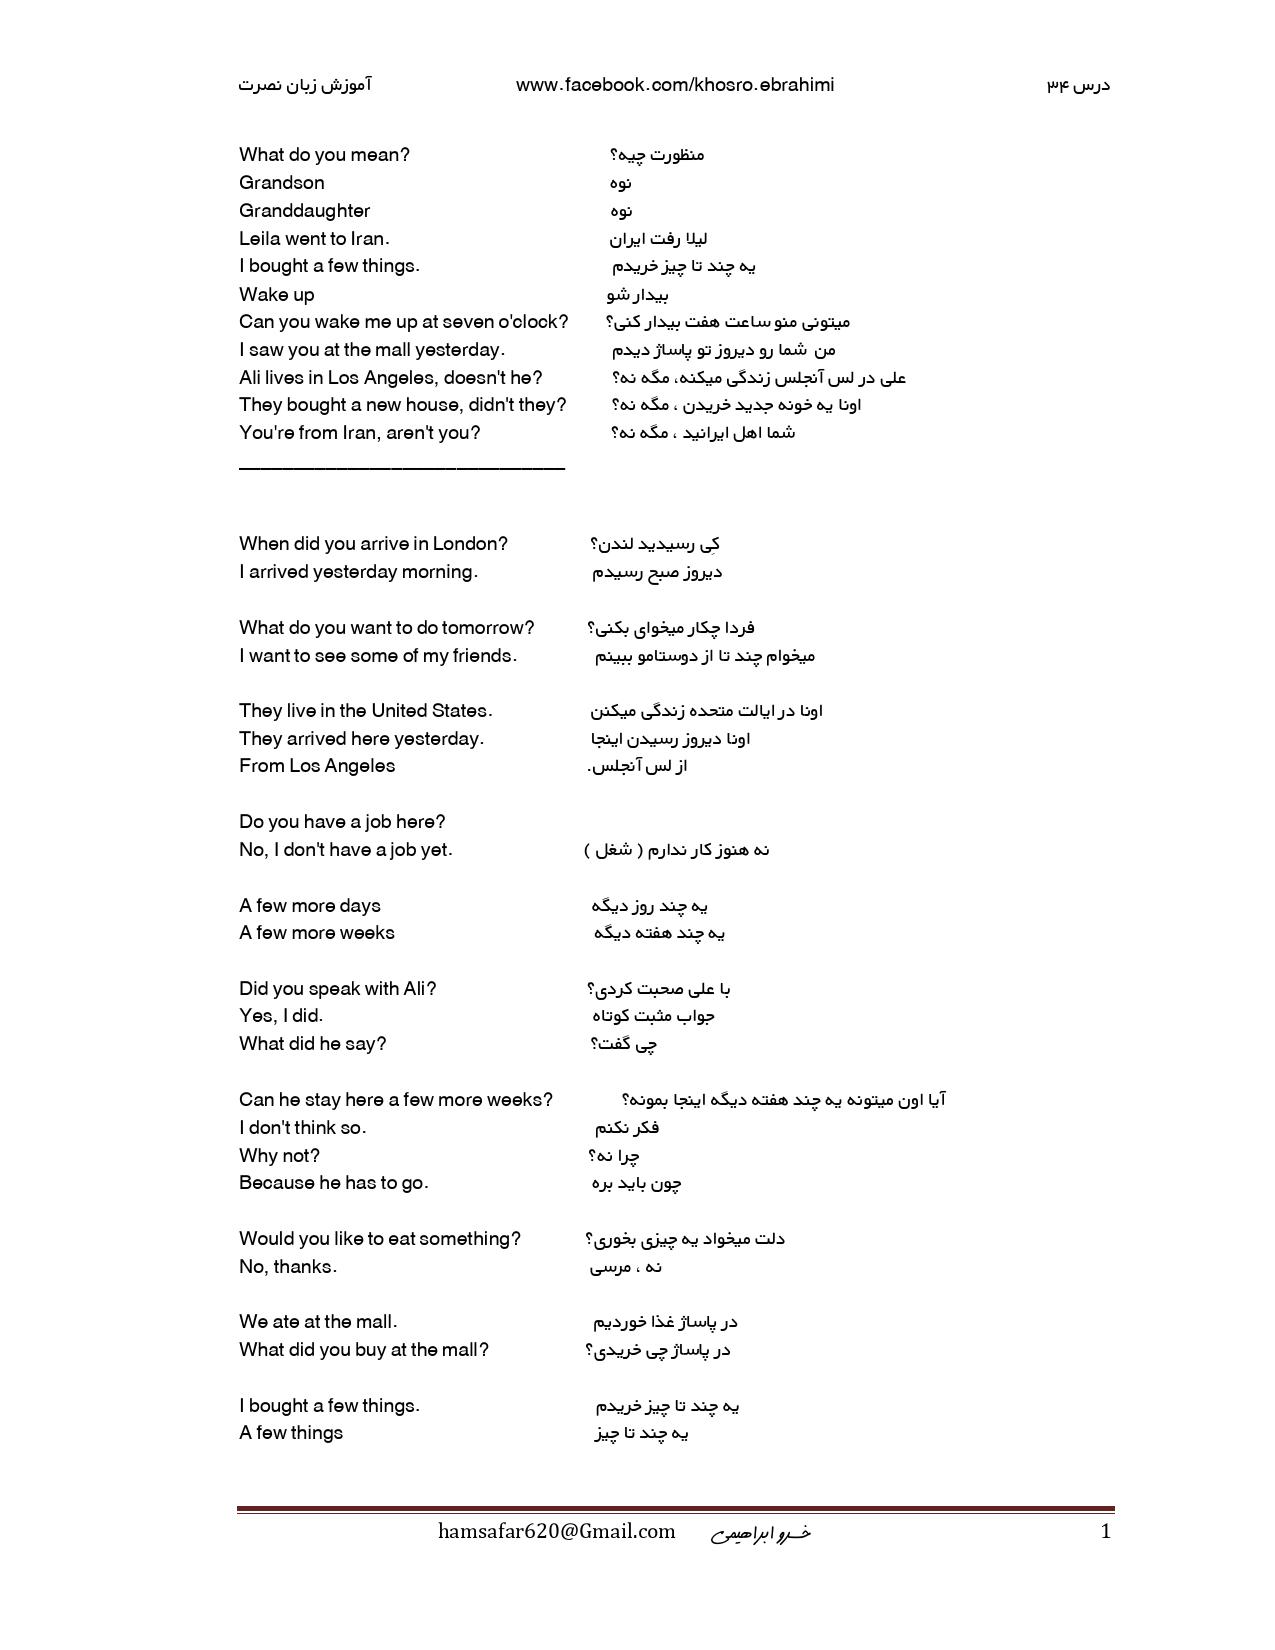 آموزش زبان نصرت www.facebook.com/khosro.ebrahimi درس ۳۴
What do you mean? منظورت چیه؟
Grandson نوه
Granddaughter نوه
Leila went to Iran. لیلا رفت ایران
I bought a few things. یه چند تا چیز خریدم
Wake up بیدار شو
Can you wake me up at seven o'clock? میتونی منو ساعت هفت بیدار کنی؟
I saw you at the mall yesterday. من شما رو دیروز تو پاساژ دیدم
Ali lives in Los Angeles, doesn't he? علی در لس آنجلس زندگی میکنه، مگه نه؟
They bought a new house, didn't they? اونا یه خونه جدید خریدن ، مگه نه؟
You're from Iran, aren't you? شما اهل ایرانید ، مگه نه؟
______________________________
When did you arrive in London? کِی رسیدید لندن؟
I arrived yesterday morning. دیروز صبح رسیدم
What do you want to do tomorrow? فردا چکار میخوای بکنی؟
I want to see some of my friends. میخوام چند تا از دوستامو ببینم
They live in the United States. اونا در ایالت متحده زندگی میکنن
They arrived here yesterday. اونا دیروز رسیدن اینجا
From Los Angeles از لس آنجلس.
Do you have a job here?
No, I don't have a job yet. نه هنوز کار ندارم ( شغل )
A few more days یه چند روز دیگه
A few more weeks یه چند هفته دیگه
Did you speak with Ali? با علی صحبت کردی؟
Yes, I did. جواب مثبت کوتاه
What did he say? چی گفت؟
Can he stay here a few more weeks? آیا اون میتونه یه چند هفته دیگه اینجا بمونه؟
I don't think so. فکر نکنم
Why not? چرا نه؟
Because he has to go. چون باید بره
Would you like to eat something? دلت میخواد یه چیزی بخوری؟
No, thanks. نه ، مرسی
We ate at the mall. در پاساژ غذا خوردیم
What did you buy at the mall? در پاساژ چی خریدی؟
I bought a few things. یه چند تا چیز خریدم
A few things یه چند تا چیز
hamsafar620@Gmail.com خسرو ابراهیمی 1